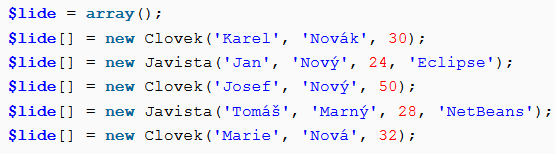 $lide = array();
$lide[] = new Clovek('Karel', 'Novák', 30);
$lide[] = new Javista('Jan', 'Nový', 24, 'Eclipse');
$lide[] = new Clovek('Josef', 'Nový', 50);
$lide[] = new Javista('Tomáš', 'Marný', 28, 'NetBeans');
$lide[] = new Clovek('Marie', 'Nová', 32);